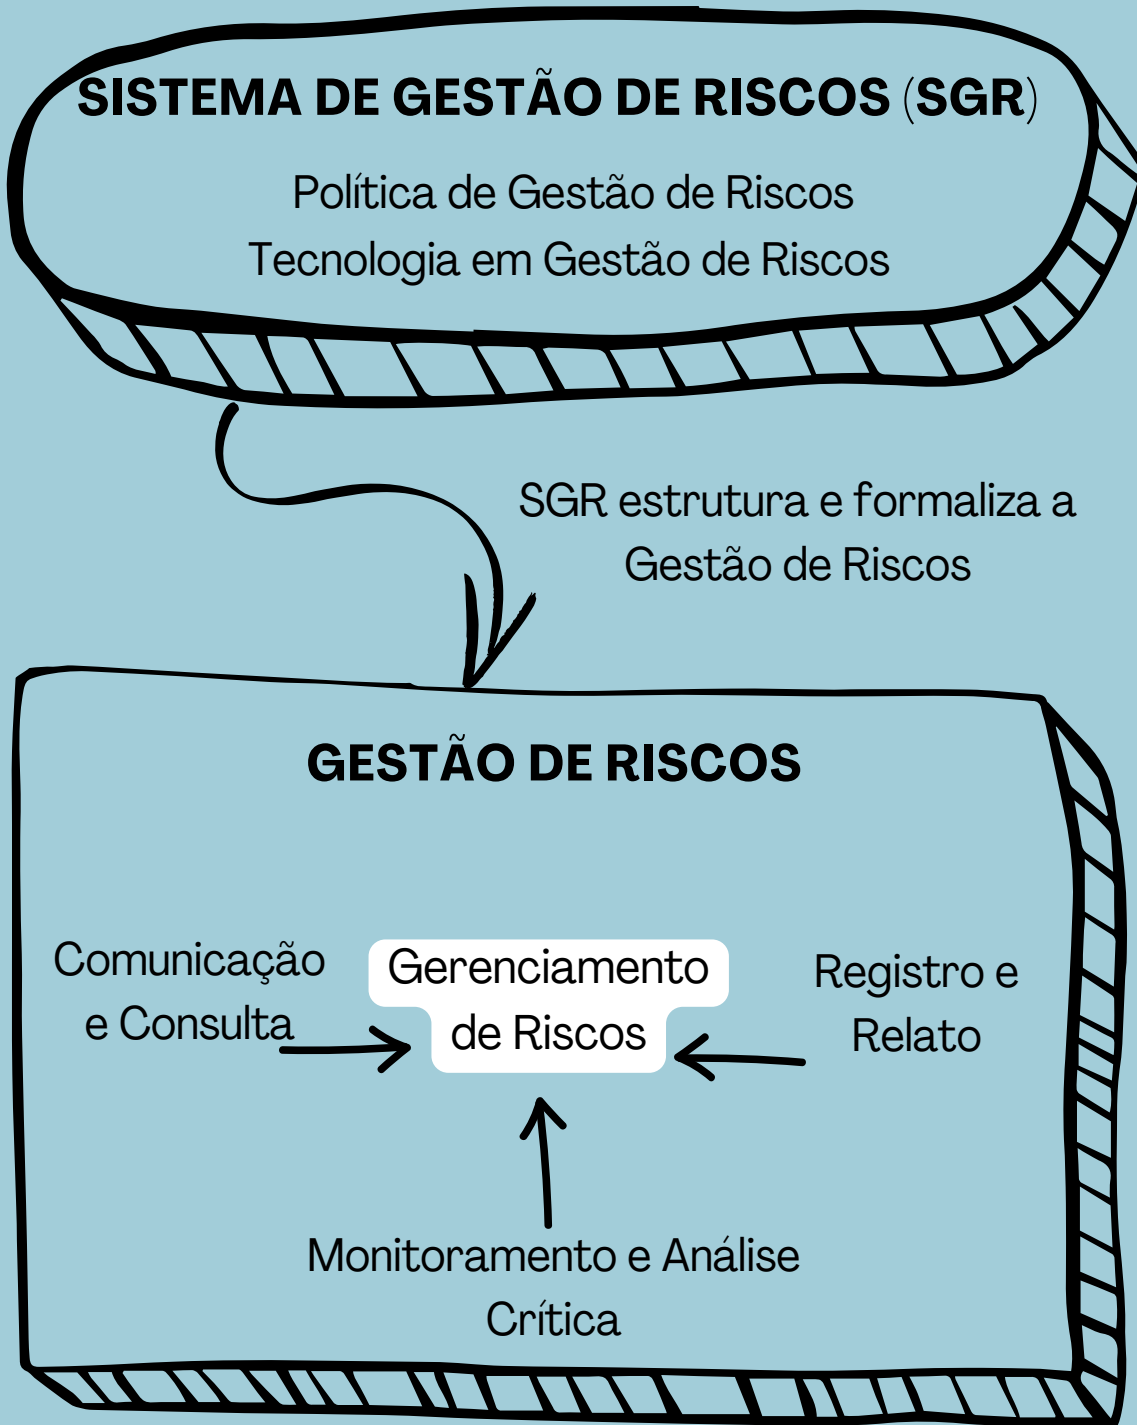 SISTEMA DE GESTÃO DE RISCOS (SGR)
Política de Gestão de Riscos
Tecnologia em Gestão de Riscos
SGR estrutura e formaliza a
Gestão de Riscos
GESTÃO DE RISCOS
Comunicação
e Consulta
Gerenciamento
de Riscos
Registro e
Relato
Monitoramento e Análise
Crítica